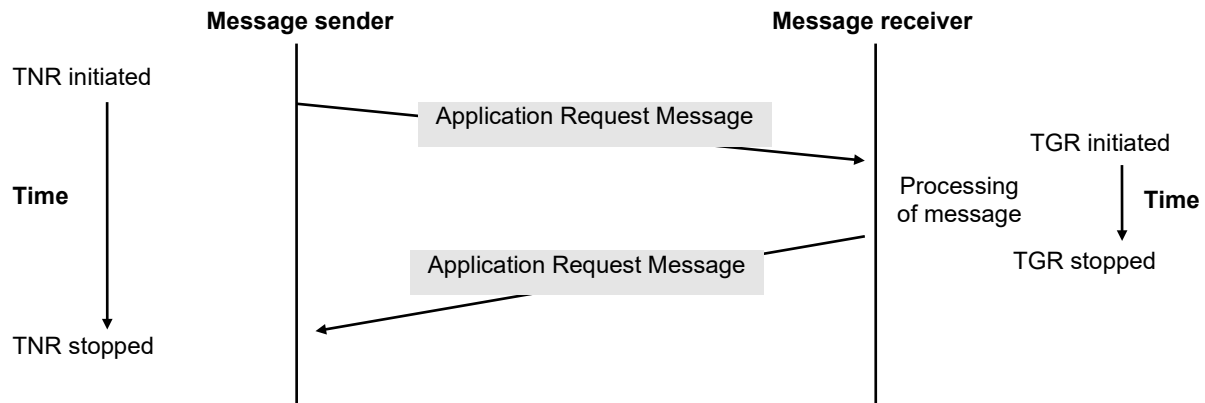 Message sender
Message receiver
TNR initiated
Application Request Message
TGR initiated
Processing
of message
Time
Time
Application Request Message
TGR stopped
TNR stopped